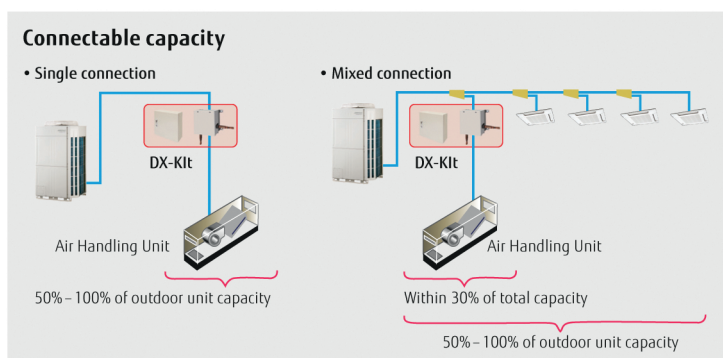 Connectable capacity
• Single connection
DX-KIt
Air Handling Unit
50% – 100% of outdoor unit capacity
• Mixed connection
DX-KIt
Air Handling Unit
Within 30% of total capacity
50% – 100% of outdoor unit capacity